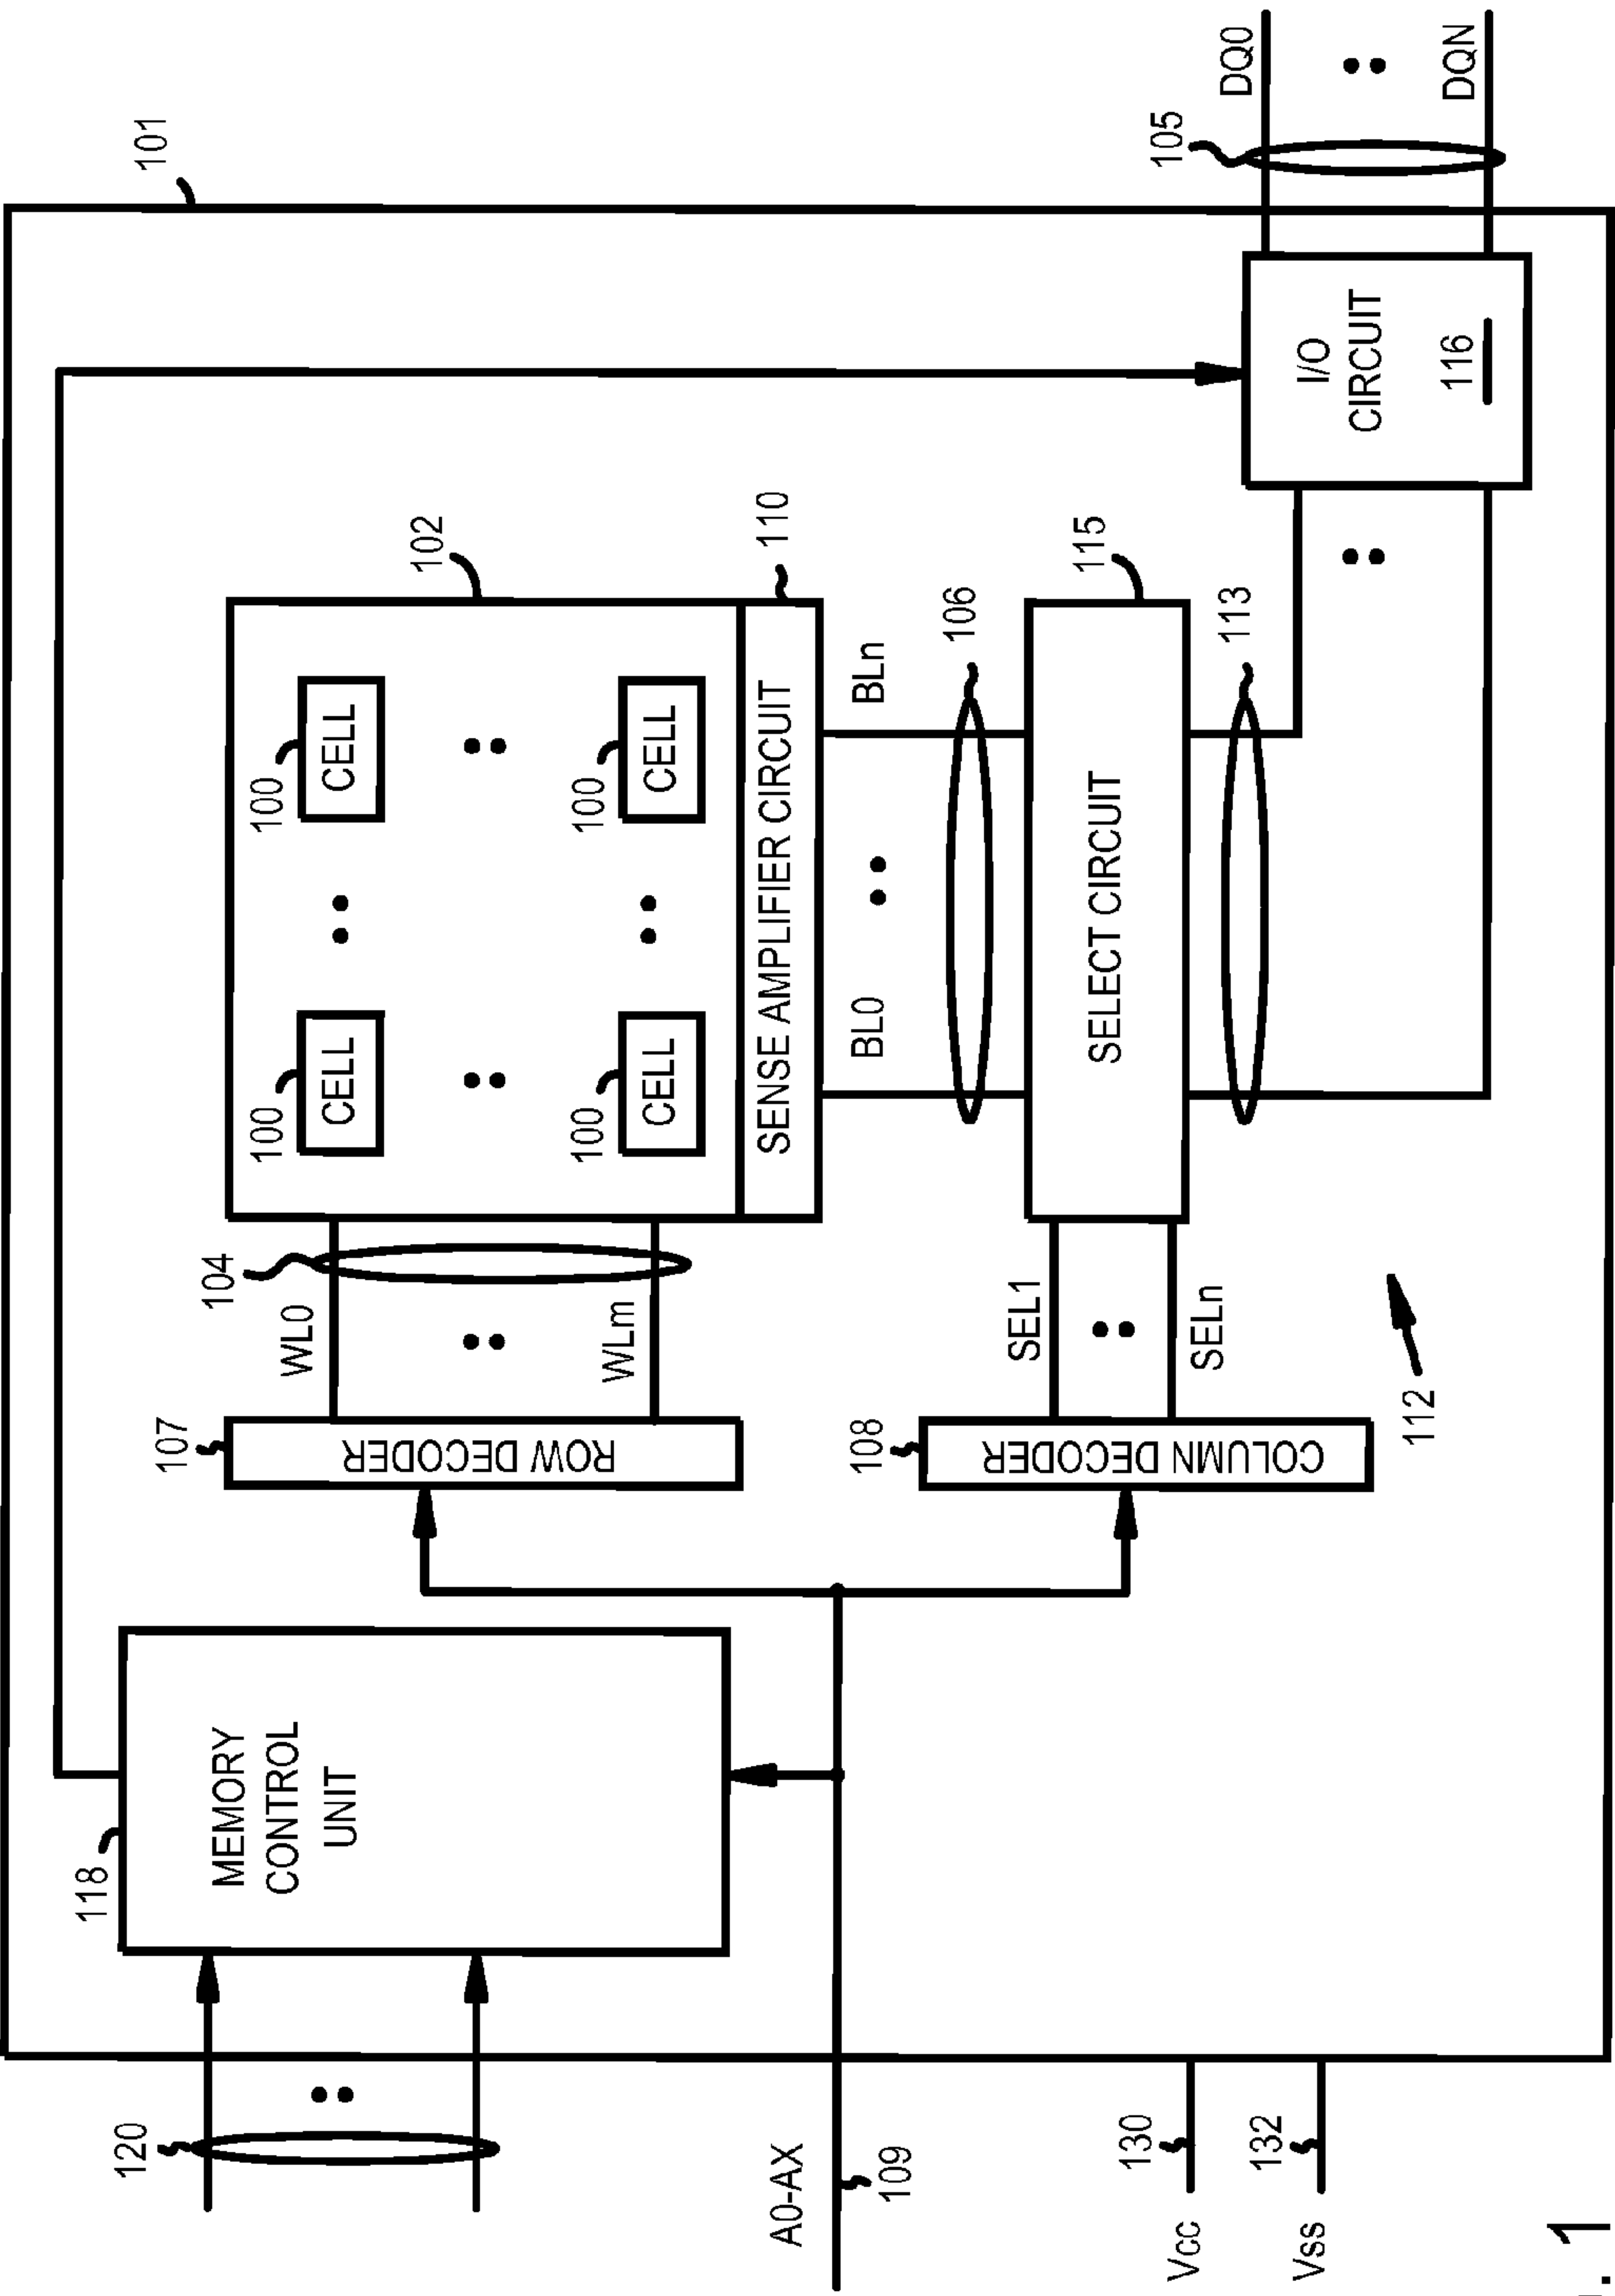 101
118
MEMORY
CONTROL
UNIT
120
102
100
CELL
100
CELL
100
CELL
100
CELL
104
WL0
WLm
107
ROW DECODER
SENSE AMPLIFIER CIRCUIT
110
A0-AX
109
BL0
BLn
106
108
COLUMN DECODER
SEL1
SELn
SELECT CIRCUIT
115
113
112
I/O
CIRCUIT
116
105
DQ0
DQN
Vcc
130
Vss
132
. 1